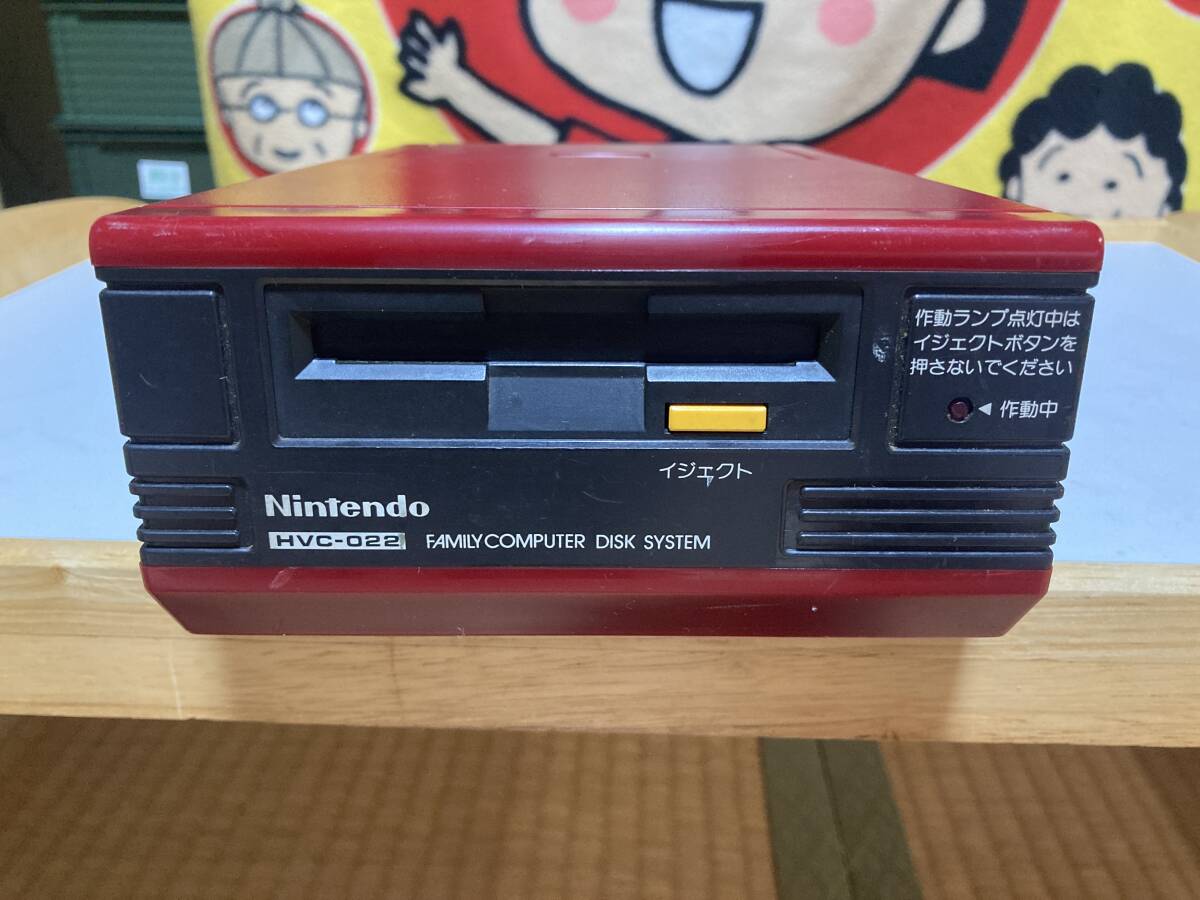 作動ランプ点灯中は
イジェクトボタンを
押さないでください
◀ 作動中
イジェクト
Nintendo
HVC-022 FAMILY COMPUTER DISK SYSTEM